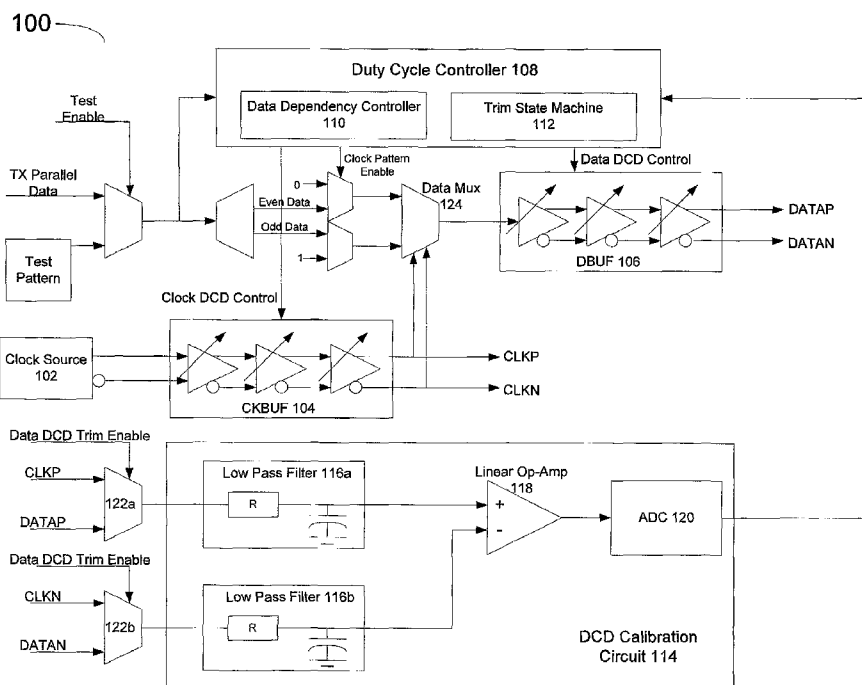 100
Duty Cycle Controller 108
Data Dependency Controller
110
Trim State Machine
112
Test
Enable
TX Parallel
Data
Test
Pattern
0
Clock Pattern
Enable
Even Data
Odd Data
1
Data Mux
124
Data DCD Control
DBUF 106
DATAP
DATAN
Clock DCD Control
Clock Source
102
CKBUF 104
CLKP
CLKN
Data DCD Trim Enable
CLKP
122a
DATAP
Data DCD Trim Enable
CLKN
122b
DATAN
Low Pass Filter 116a
R
Low Pass Filter 116b
R
Linear Op-Amp
118
+
-
ADC 120
DCD Calibration
Circuit 114